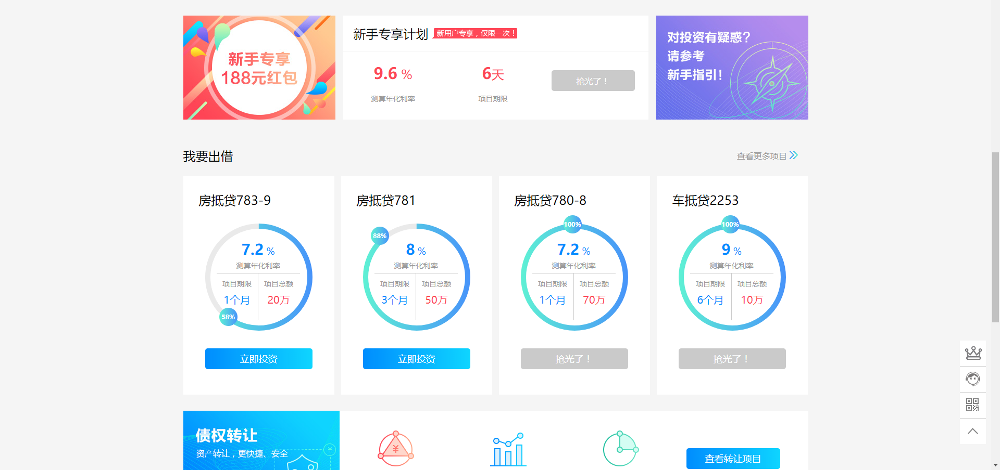 新手专享
188元红包
新手专享计划
新用户专享，仅限一次！
9.6 %
测算年化利率
6天
项目期限
抢光了！
对投资有疑惑？
请参考
新手指引！
我要出借
查看更多项目
房抵贷783-9
7.2 %
测算年化利率
项目期限 项目总额
1个月 20万
58%
立即投资
房抵贷781
88%
8 %
测算年化利率
项目期限 项目总额
3个月 50万
立即投资
房抵贷780-8
100%
7.2 %
测算年化利率
项目期限 项目总额
1个月 70万
抢光了！
车抵贷2253
100%
9 %
测算年化利率
项目期限 项目总额
6个月 10万
抢光了！
债权转让
资产转让，更快捷、安全
¥
¥
查看转让项目